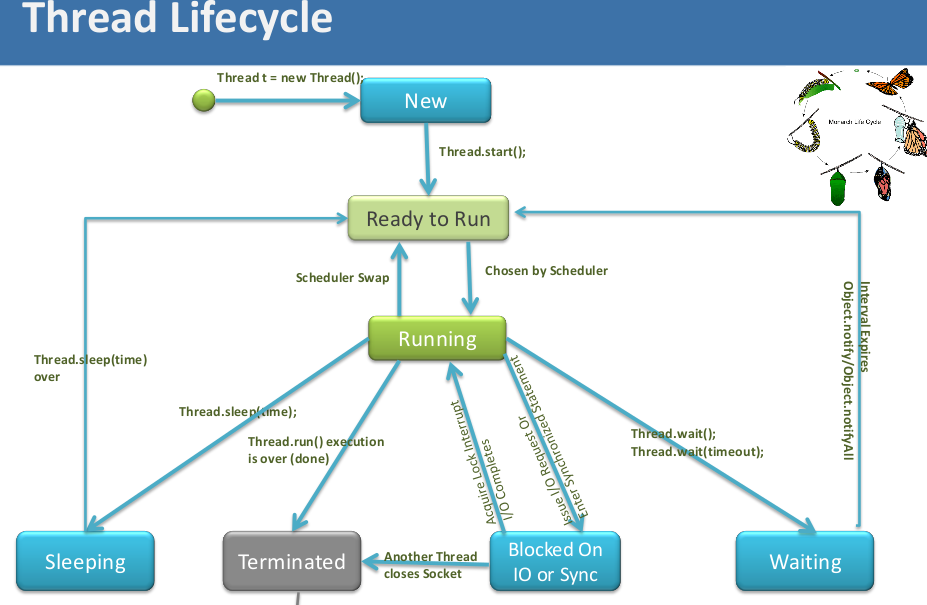 Thread Lifecycle
Thread t = new Thread();
New
Monarch Life Cycle
Thread.start();
Ready to Run
Scheduler Swap
Chosen by Scheduler
Running
Interval Expires
Object.notify/Object.notifyAll
Thread.sleep(time)
over
Thread.sleep(time);
Thread.run() execution
is over (done)
Acquire Lock Interrupt
I/O Completes
Enter Synchronized Statement
Issue I/O Request Or
Thread.wait();
Thread.wait(timeout);
Sleeping
Terminated
Another Thread
closes Socket
Blocked On
IO or Sync
Waiting